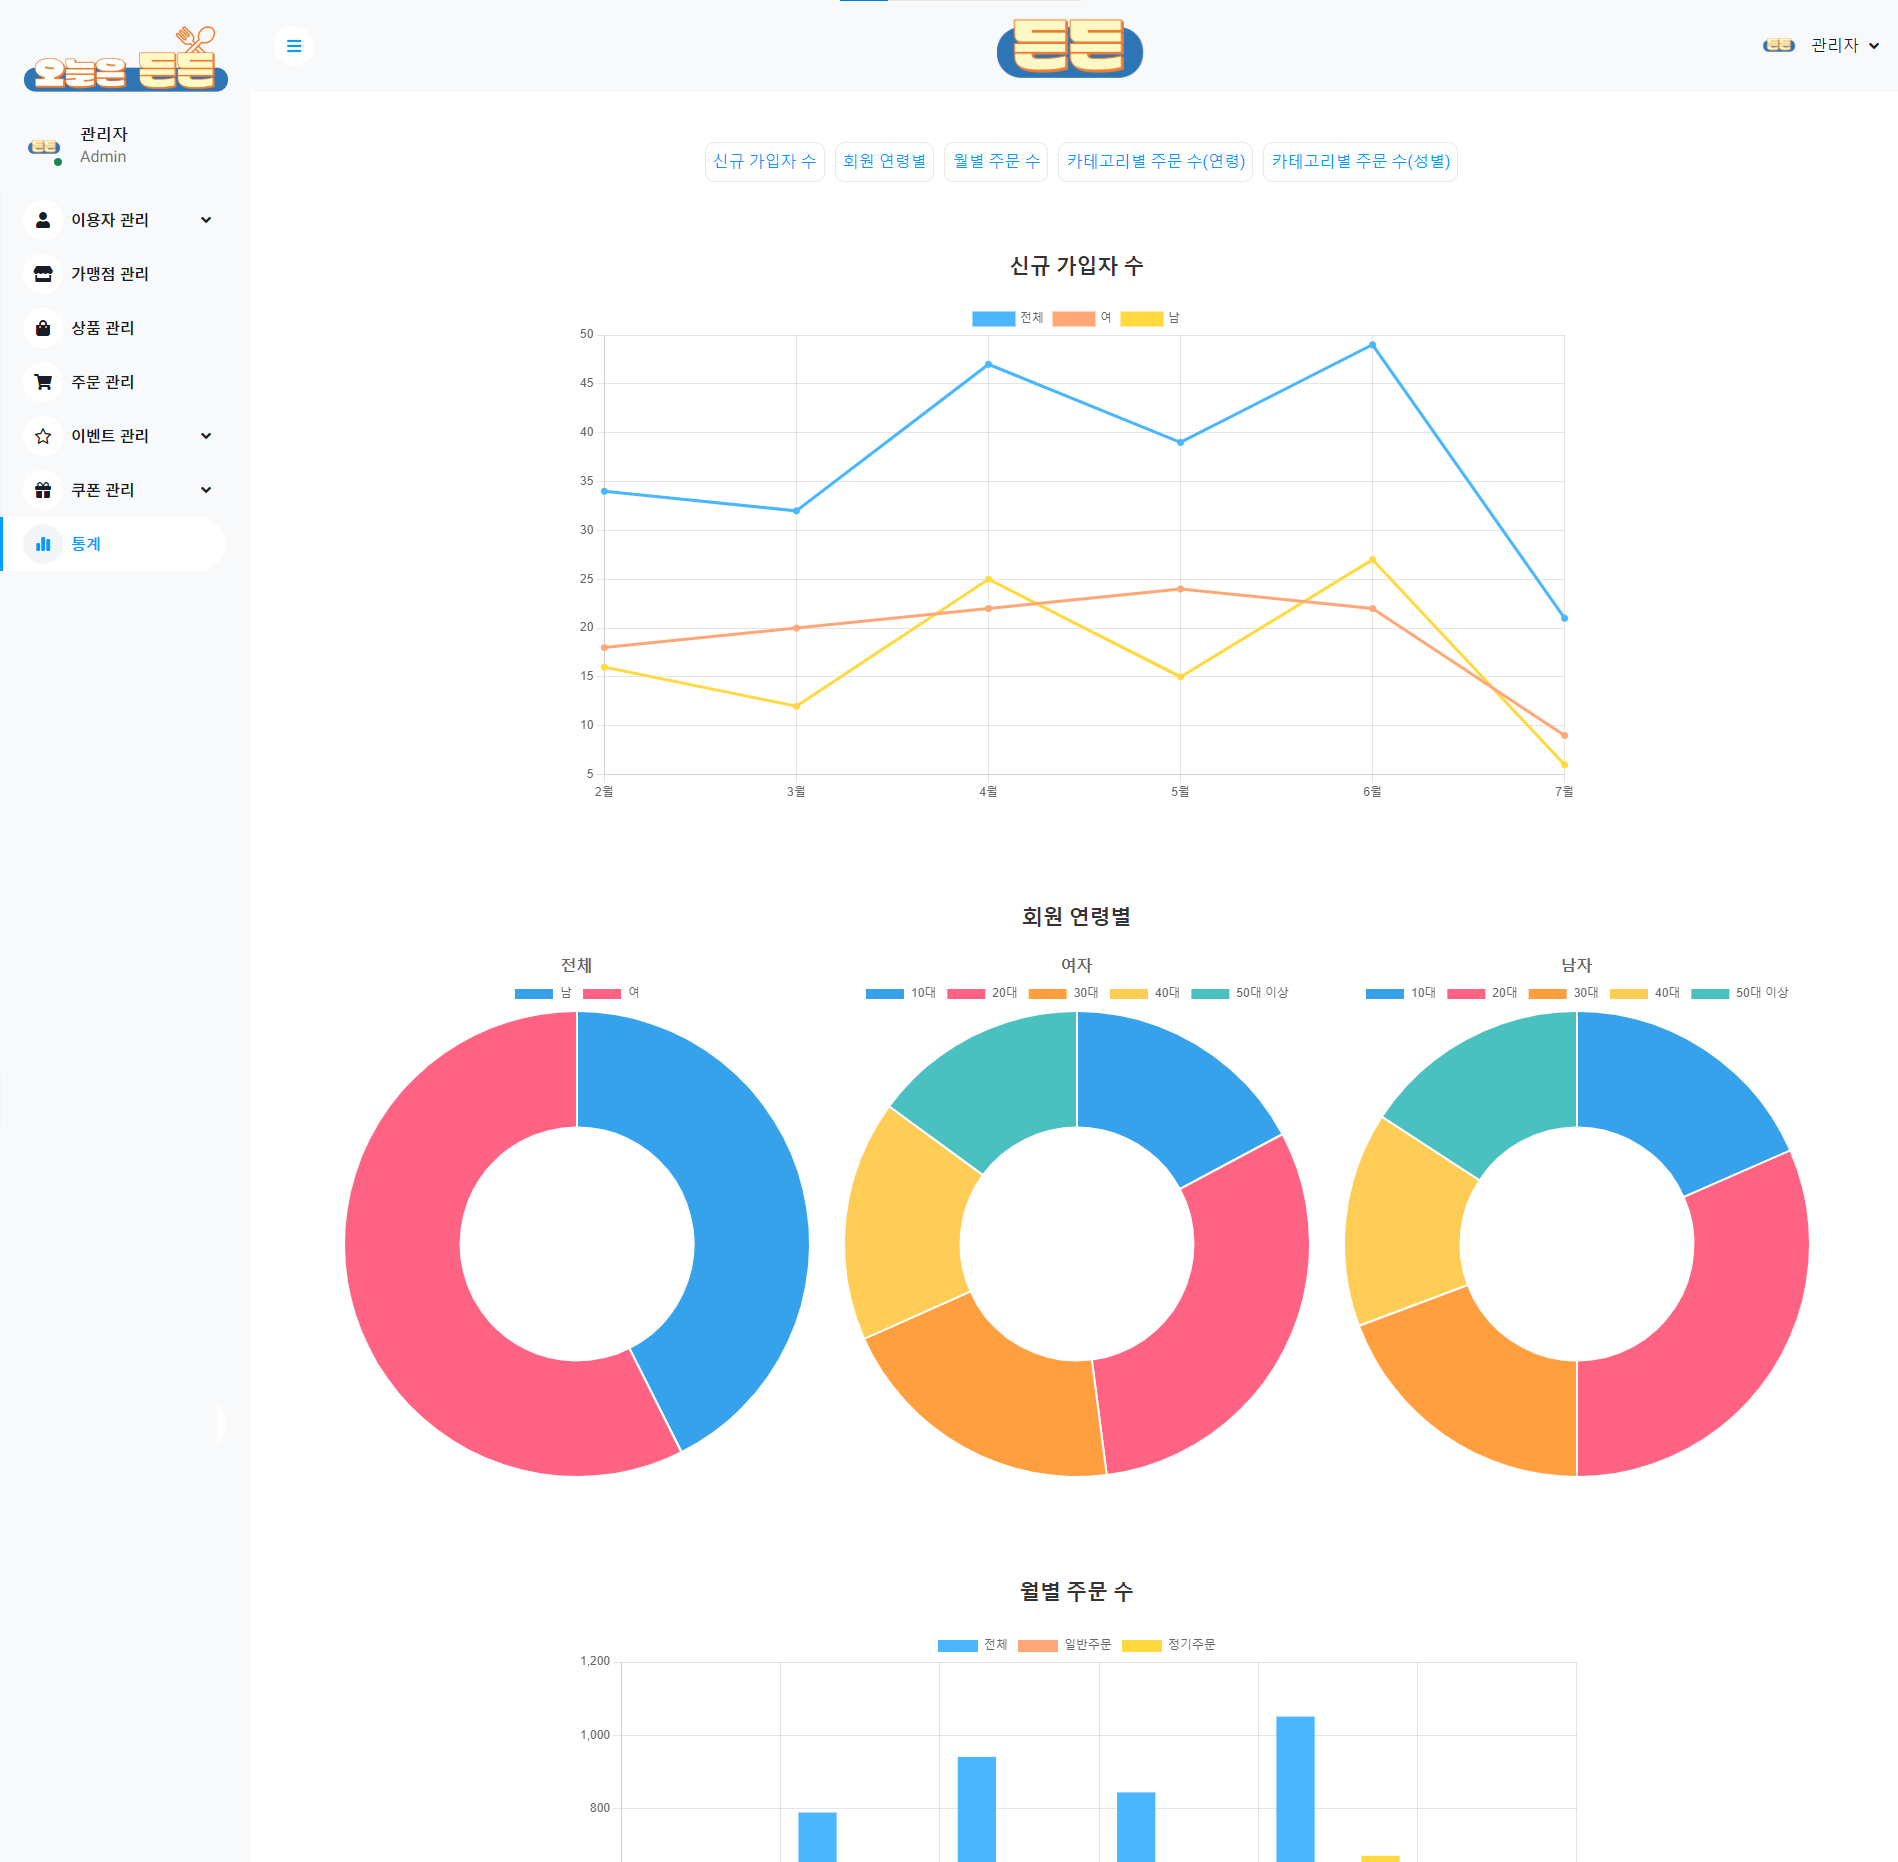 오늘은 든든
관리자
Admin
이용자 관리
가맹점 관리
상품 관리
주문 관리
이벤트 관리
쿠폰 관리
통계
든든
든든 관리자
신규 가입자 수 회원 연령별 월별 주문 수 카테고리별 주문 수(연령) 카테고리별 주문 수(성별)
신규 가입자 수
전체 여 남
50
45
40
35
30
25
20
15
10
5
2월 3월 4월 5월 6월 7월
회원 연령별
전체 여자 남자
남 여 10대 20대 30대 40대 50대 이상 10대 20대 30대 40대 50대 이상
월별 주문 수
전체 일반주문 정기주문
1,200
1,000
800